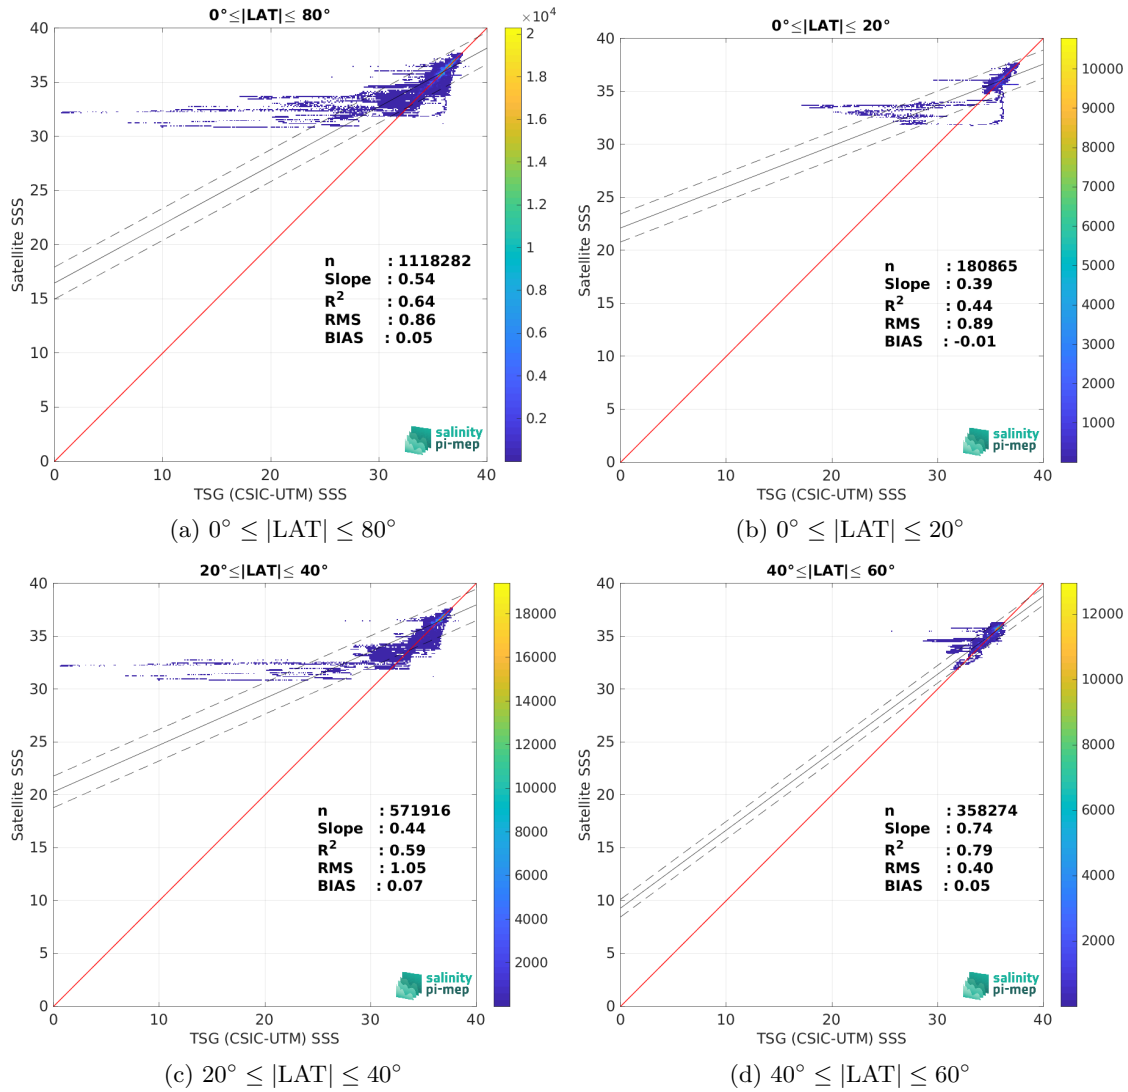 0°≤|LAT|≤ 80°
×10⁴
40
35
30
25
20
15
10
5
0
Satellite SSS
0 10 20 30 40
TSG (CSIC-UTM) SSS
n : 1118282
Slope : 0.54
R² : 0.64
RMS : 0.86
BIAS : 0.05
salinity
pi-mep
2
1.8
1.6
1.4
1.2
1
0.8
0.6
0.4
0.2
(a) 0° ≤ |LAT| ≤ 80°
0°≤|LAT|≤ 20°
40
35
30
25
20
15
10
5
0
Satellite SSS
0 10 20 30 40
TSG (CSIC-UTM) SSS
n : 180865
Slope : 0.39
R² : 0.44
RMS : 0.89
BIAS : -0.01
salinity
pi-mep
10000
9000
8000
7000
6000
5000
4000
3000
2000
1000
(b) 0° ≤ |LAT| ≤ 20°
20°≤|LAT|≤ 40°
40
35
30
25
20
15
10
5
0
Satellite SSS
0 10 20 30 40
TSG (CSIC-UTM) SSS
n : 571916
Slope : 0.44
R² : 0.59
RMS : 1.05
BIAS : 0.07
salinity
pi-mep
18000
16000
14000
12000
10000
8000
6000
4000
2000
(c) 20° ≤ |LAT| ≤ 40°
40°≤|LAT|≤ 60°
40
35
30
25
20
15
10
5
0
Satellite SSS
0 10 20 30 40
TSG (CSIC-UTM) SSS
n : 358274
Slope : 0.74
R² : 0.79
RMS : 0.40
BIAS : 0.05
salinity
pi-mep
12000
10000
8000
6000
4000
2000
(d) 40° ≤ |LAT| ≤ 60°